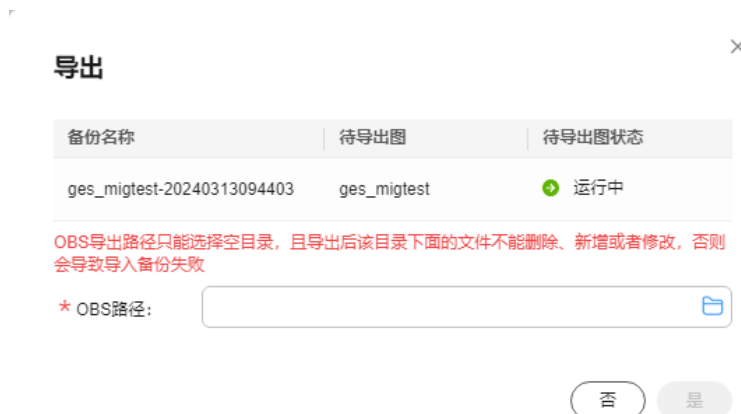 导出
备份名称 待导出图 待导出图状态
ges_migtest-20240313094403 ges_migtest 运行中
OBS导出路径只能选择空目录，且导出后该目录下面的文件不能删除、新增或者修改，否则
会导致导入备份失败
* OBS路径：
否 是